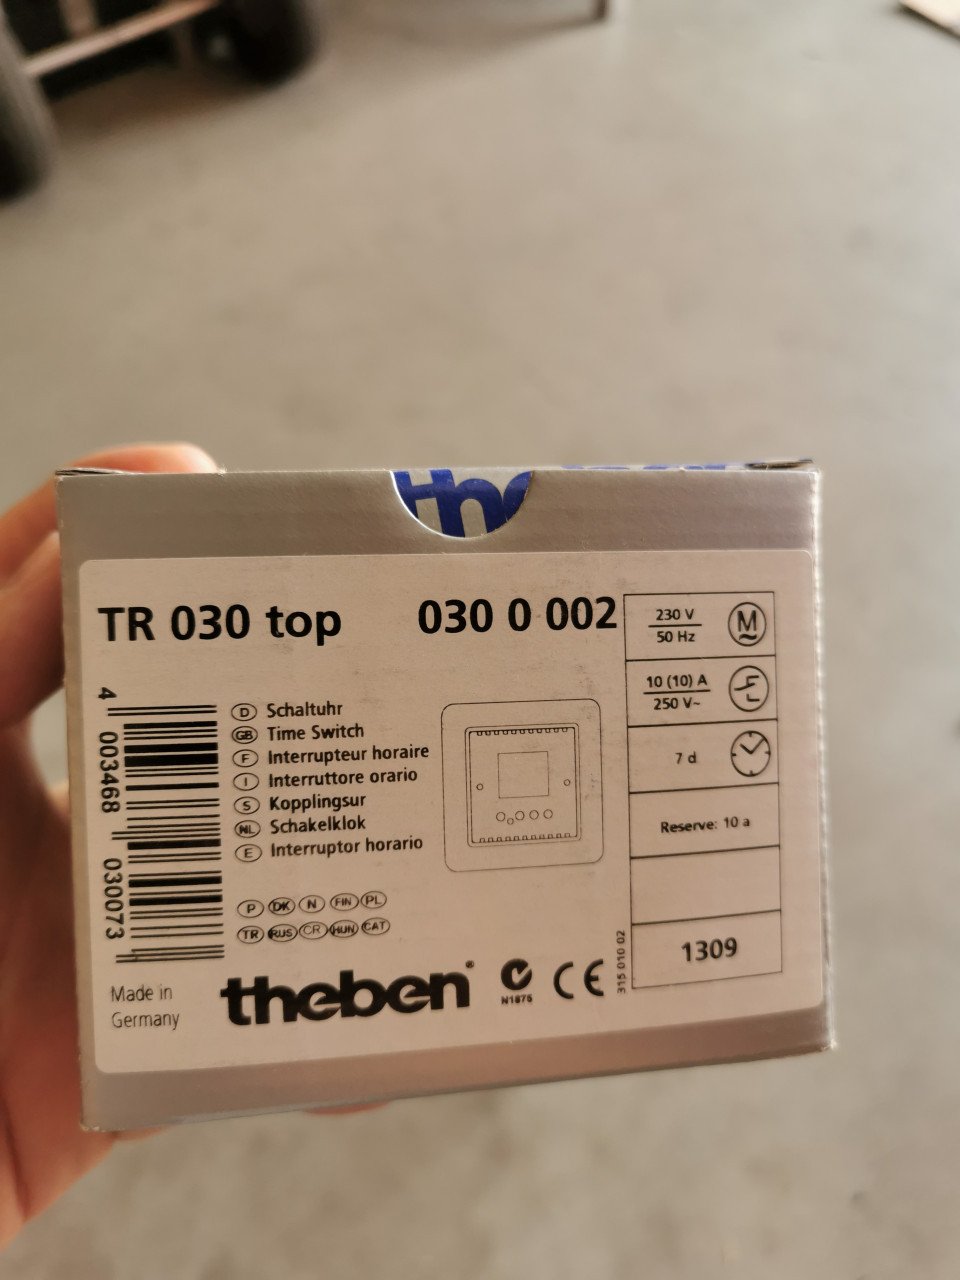 TR 030 top 030 0 002
230 V
50 Hz
M
10 (10) A
250 V~
7 d
Reserve: 10 a
1309
4 003468 030073
D Schaltuhr
GB Time Switch
F Interrupteur horaire
I Interruttore orario
S Kopplingsur
NL Schakelklok
E Interruptor horario
P DK N FIN PL
TR RUS CR HUN CAT
Made in
Germany
theben®
N1876
CE
315 010 02